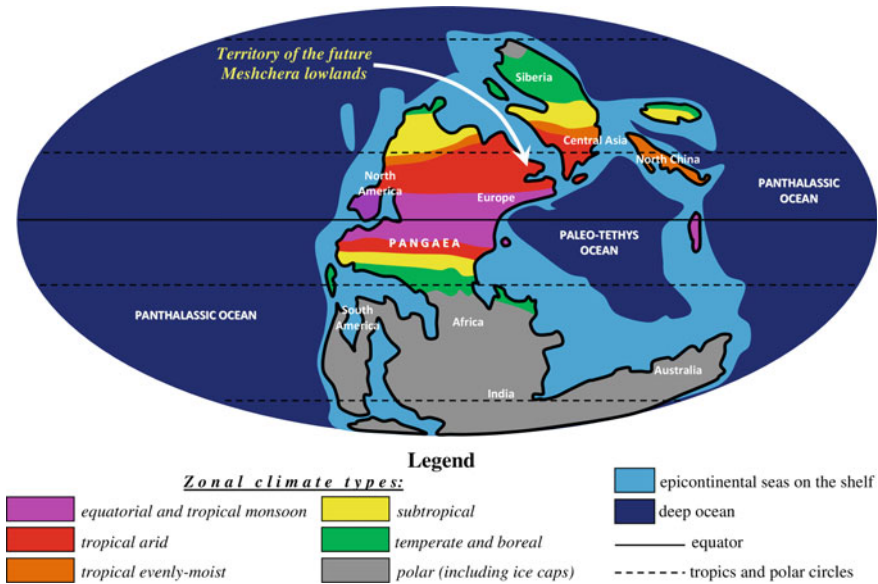 Territory of the future
Meshchera lowlands
Siberia
Central Asia
North China
North
America
Europe
PANTHALASSIC
OCEAN
PALEO-TETHYS
OCEAN
PANGAEA
PANTHALASSIC OCEAN
South
America
Africa
Australia
India
Legend
Zonal climate types:
equatorial and tropical monsoon
tropical arid
tropical evenly-moist
subtropical
temperate and boreal
polar (including ice caps)
epicontinental seas on the shelf
deep ocean
equator
tropics and polar circles